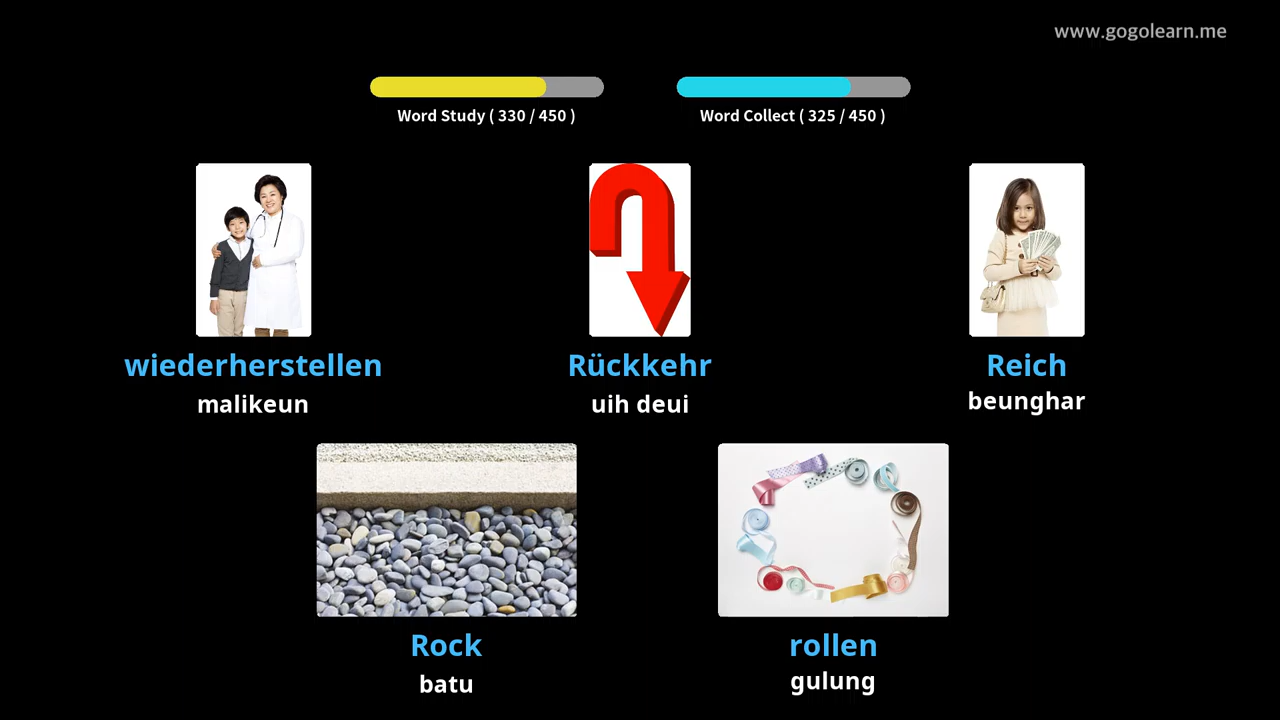 www.gogolearn.me
Word Study ( 330 / 450 )
Word Collect ( 325 / 450 )
wiederherstellen
malikeun
Rückkehr
uih deui
Reich
beunghar
Rock
batu
rollen
gulung